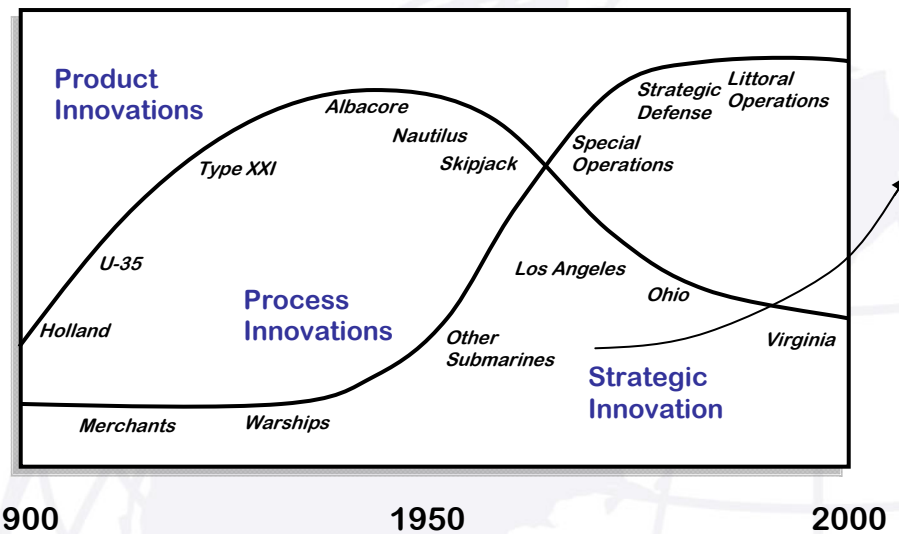 Product
Innovations
Albacore
Nautilus
Skipjack
Type XXI
U-35
Holland
Strategic
Defense
Littoral
Operations
Special
Operations
Process
Innovations
Los Angeles
Ohio
Other
Submarines
Virginia
Strategic
Innovation
Merchants
Warships
900
1950
2000